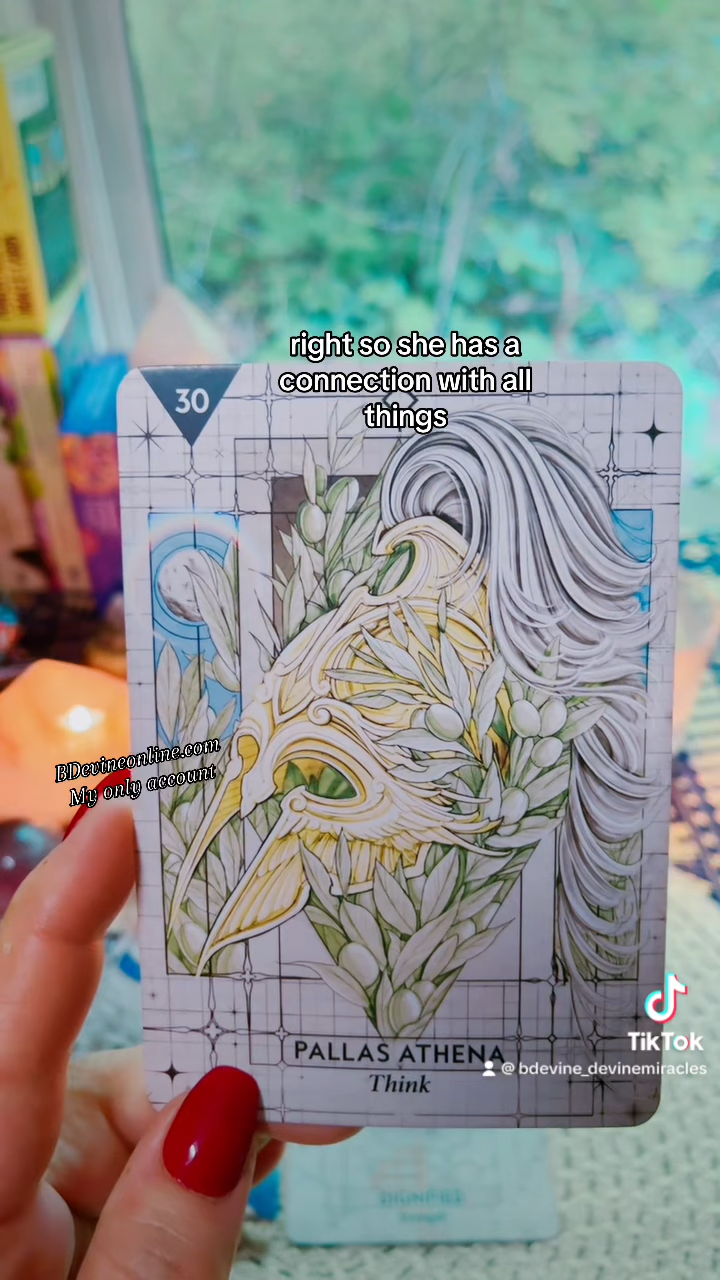 right so she has a
connection with all
things
30
BDevineonline.com
My only account
PALLAS ATHENA
Think
TikTok
@bdevine_devinemiracles
DIGNIFIED